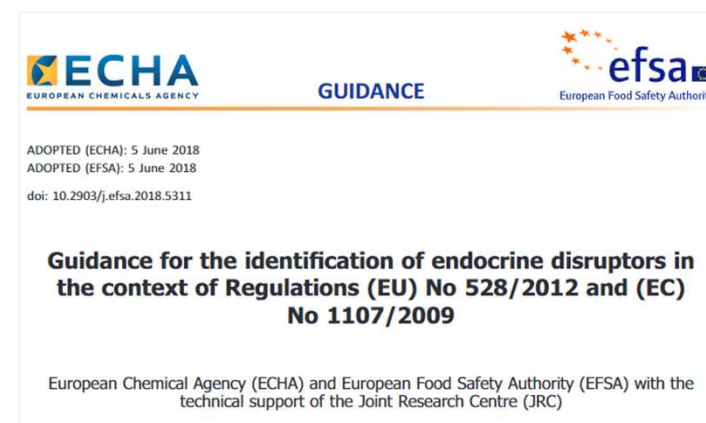 ECHA
EUROPEAN CHEMICALS AGENCY
GUIDANCE
efsa
European Food Safety Authori
ADOPTED (ECHA): 5 June 2018
ADOPTED (EFSA): 5 June 2018
doi: 10.2903/j.efsa.2018.5311
Guidance for the identification of endocrine disruptors in
the context of Regulations (EU) No 528/2012 and (EC)
No 1107/2009
European Chemical Agency (ECHA) and European Food Safety Authority (EFSA) with the
technical support of the Joint Research Centre (JRC)